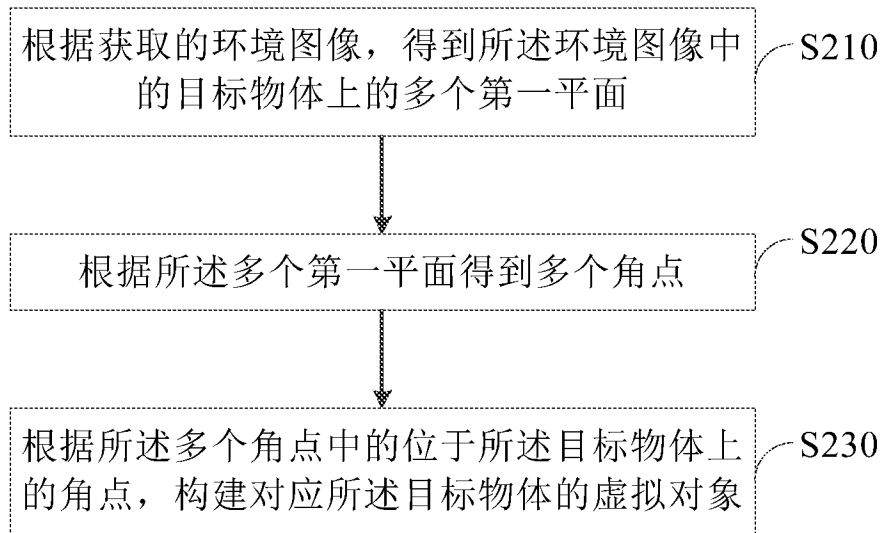 根据获取的环境图像，得到所述环境图像中
的目标物体上的多个第一平面
S210
根据所述多个第一平面得到多个角点
S220
根据所述多个角点中的位于所述目标物体上
的角点，构建对应所述目标物体的虚拟对象
S230